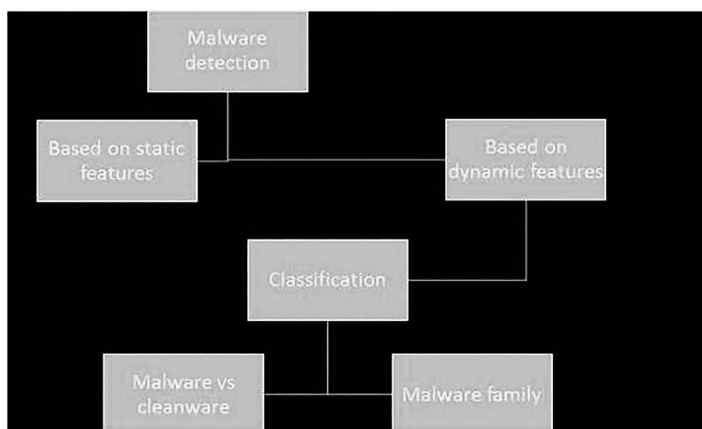 Malware
detection
Based on static
features
Based on
dynamic features
Classification
Malware vs
cleanware
Malware family